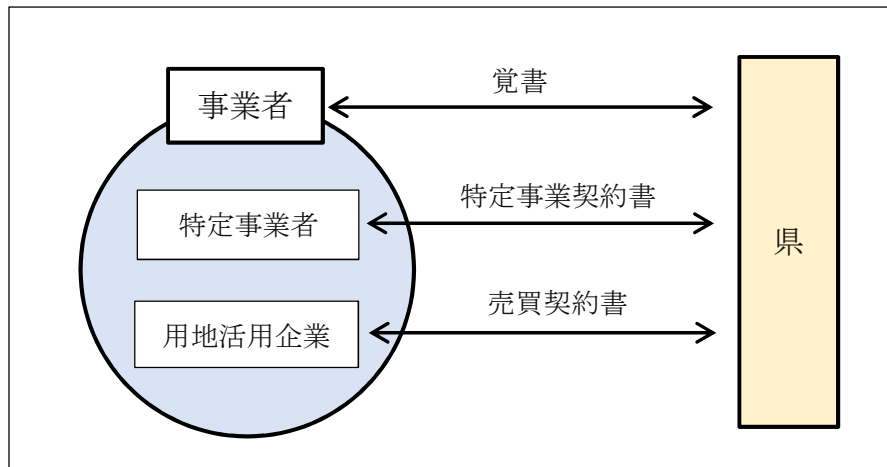 事業者
覚書
特定事業者
特定事業契約書
県
用地活用企業
売買契約書